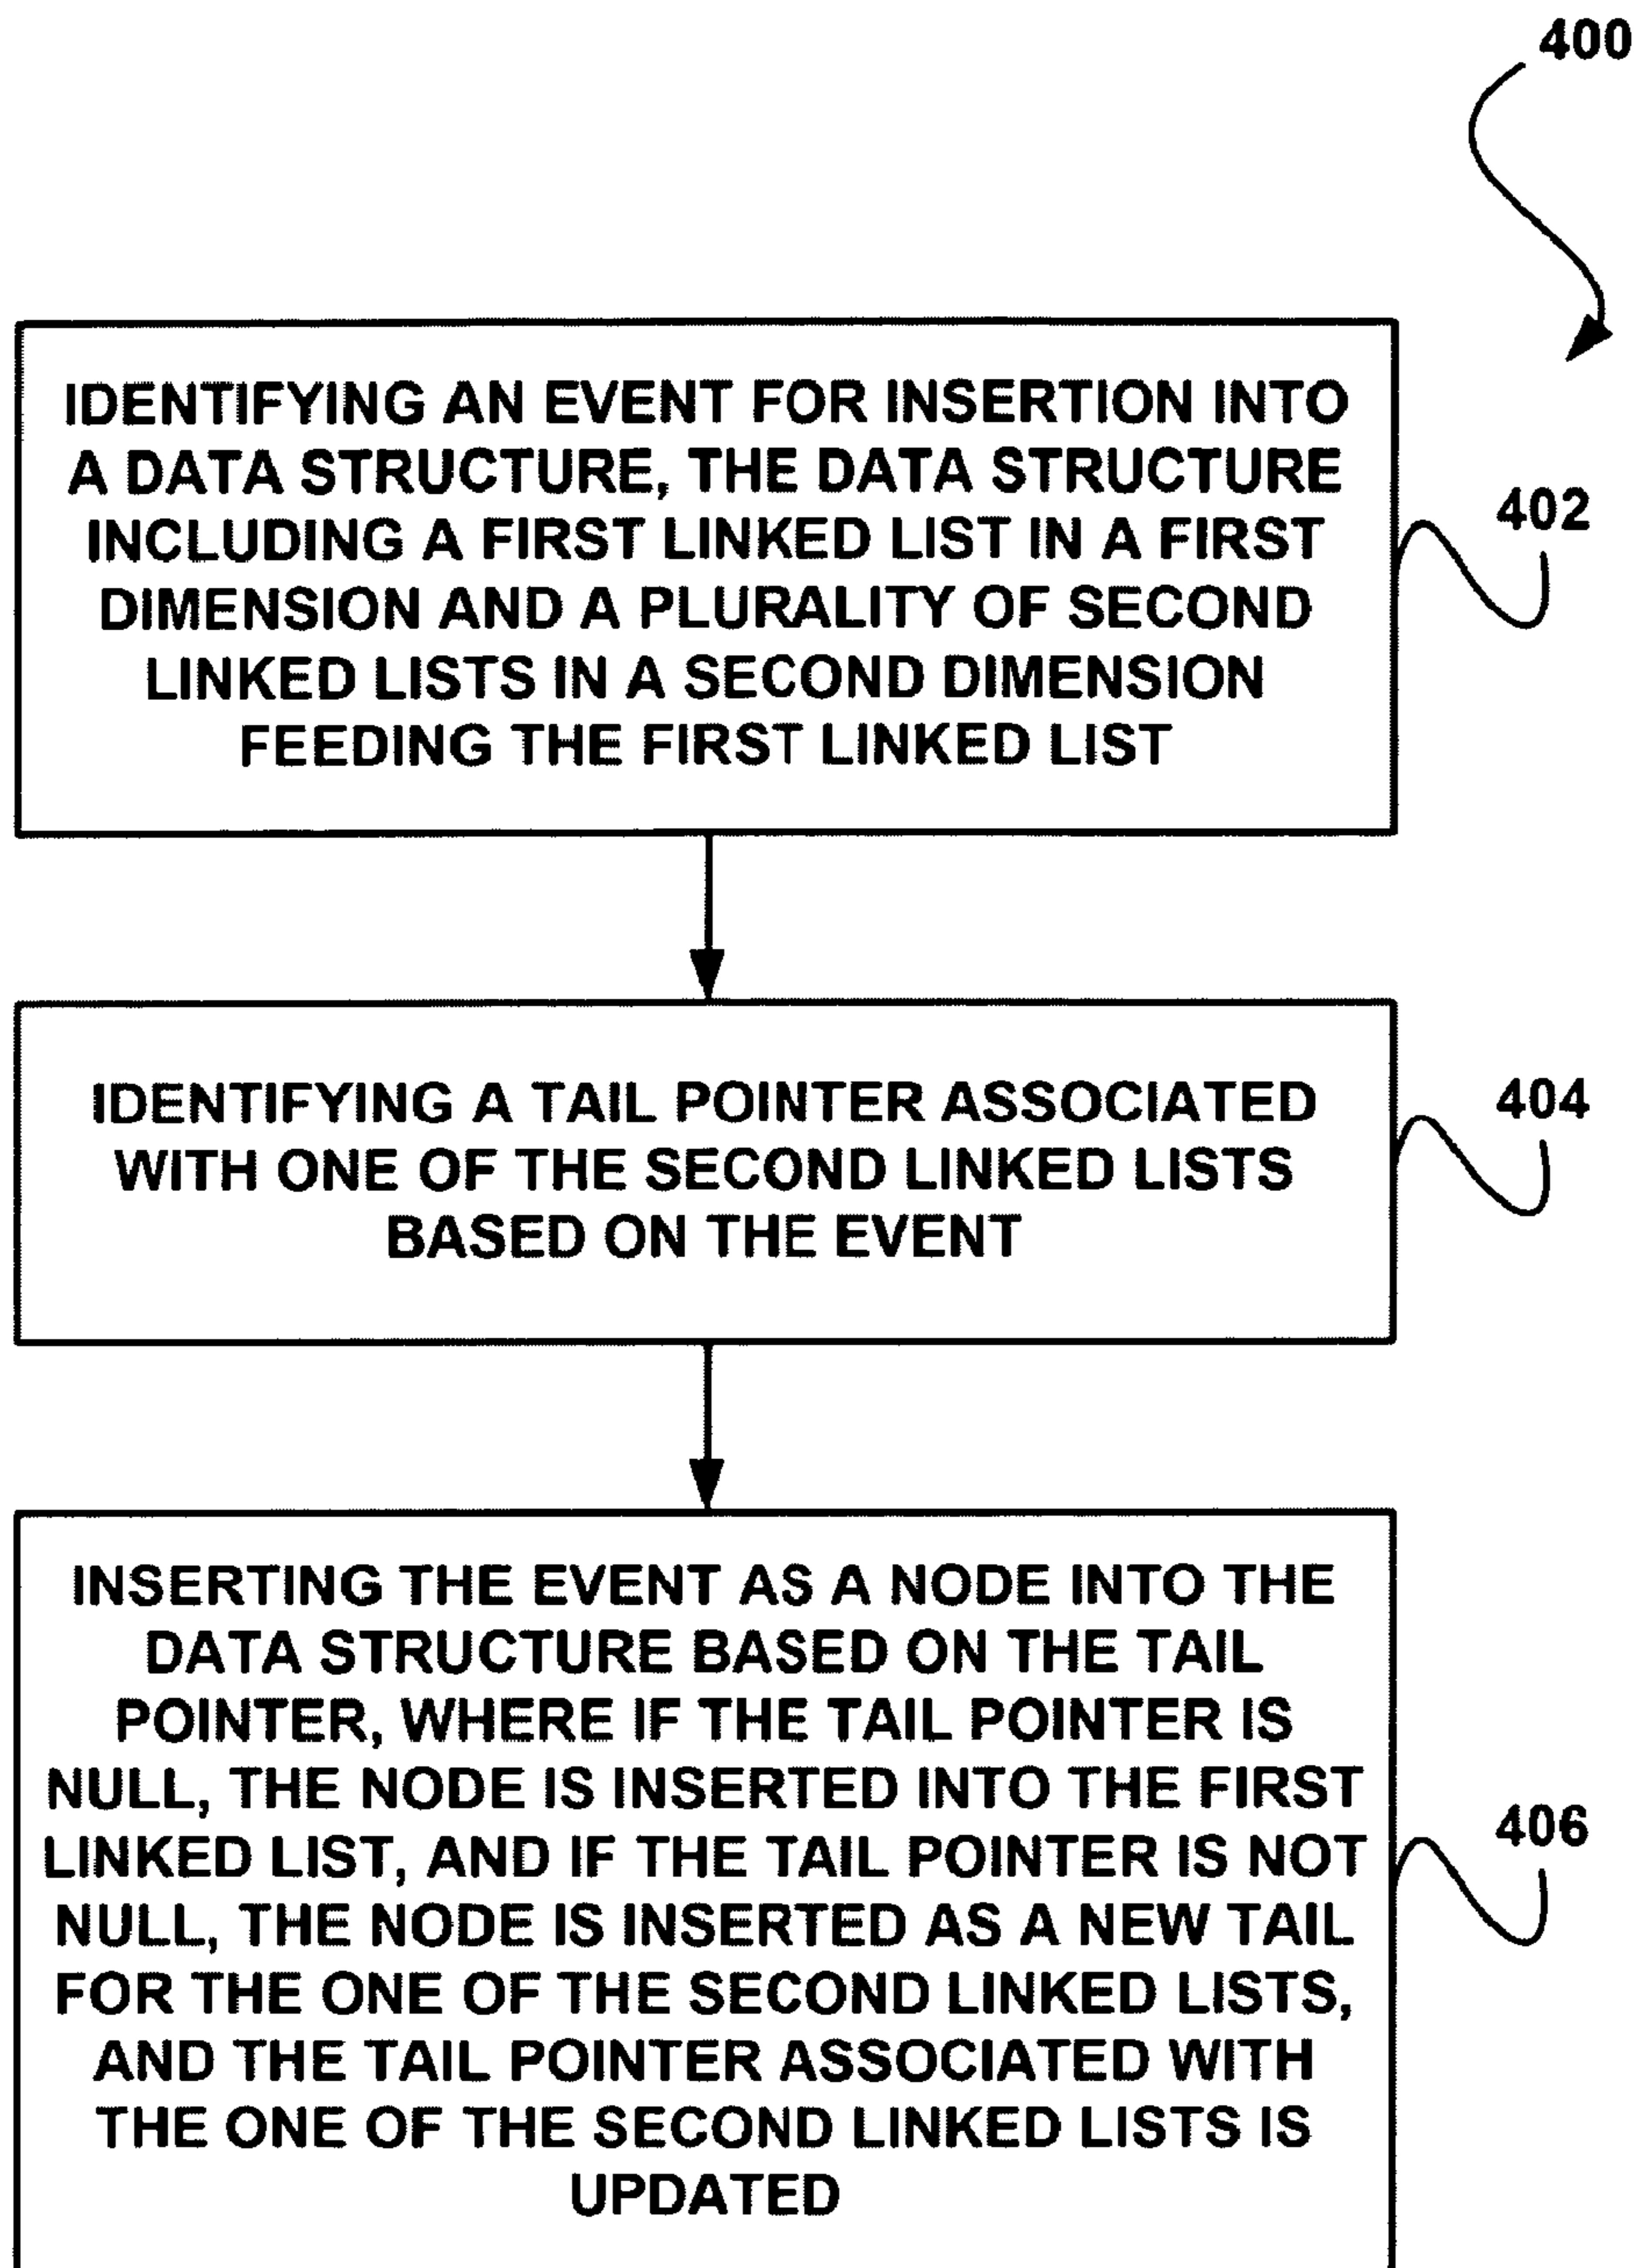 400
IDENTIFYING AN EVENT FOR INSERTION INTO
A DATA STRUCTURE, THE DATA STRUCTURE
INCLUDING A FIRST LINKED LIST IN A FIRST
DIMENSION AND A PLURALITY OF SECOND
LINKED LISTS IN A SECOND DIMENSION
FEEDING THE FIRST LINKED LIST
402
IDENTIFYING A TAIL POINTER ASSOCIATED
WITH ONE OF THE SECOND LINKED LISTS
BASED ON THE EVENT
404
INSERTING THE EVENT AS A NODE INTO THE
DATA STRUCTURE BASED ON THE TAIL
POINTER, WHERE IF THE TAIL POINTER IS
NULL, THE NODE IS INSERTED INTO THE FIRST
LINKED LIST, AND IF THE TAIL POINTER IS NOT
NULL, THE NODE IS INSERTED AS A NEW TAIL
FOR THE ONE OF THE SECOND LINKED LISTS,
AND THE TAIL POINTER ASSOCIATED WITH
THE ONE OF THE SECOND LINKED LISTS IS
UPDATED
406